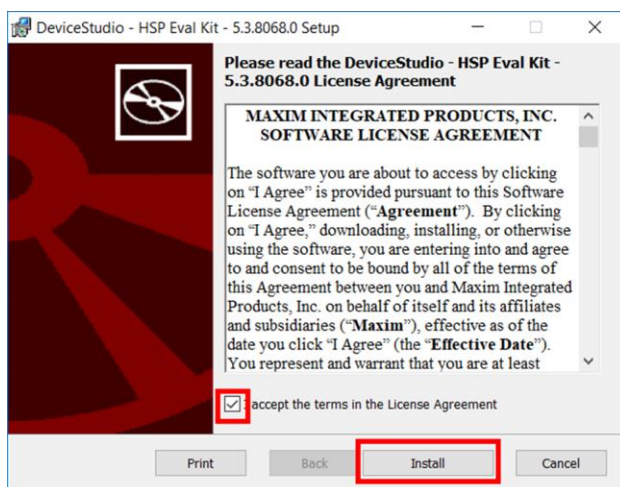 DeviceStudio - HSP Eval Kit - 5.3.8068.0 Setup
Please read the DeviceStudio - HSP Eval Kit -
5.3.8068.0 License Agreement
MAXIM INTEGRATED PRODUCTS, INC.
SOFTWARE LICENSE AGREEMENT
The software you are about to access by clicking
on “I Agree” is provided pursuant to this Software
License Agreement (“Agreement”). By clicking
on “I Agree,” downloading, installing, or otherwise
using the software, you are entering into and agree
to and consent to be bound by all of the terms of
this Agreement between you and Maxim Integrated
Products, Inc. on behalf of itself and its affiliates
and subsidiaries (“Maxim”), effective as of the
date you click “I Agree” (the “Effective Date”).
You represent and warrant that you are at least
I accept the terms in the License Agreement
Print Back Install Cancel